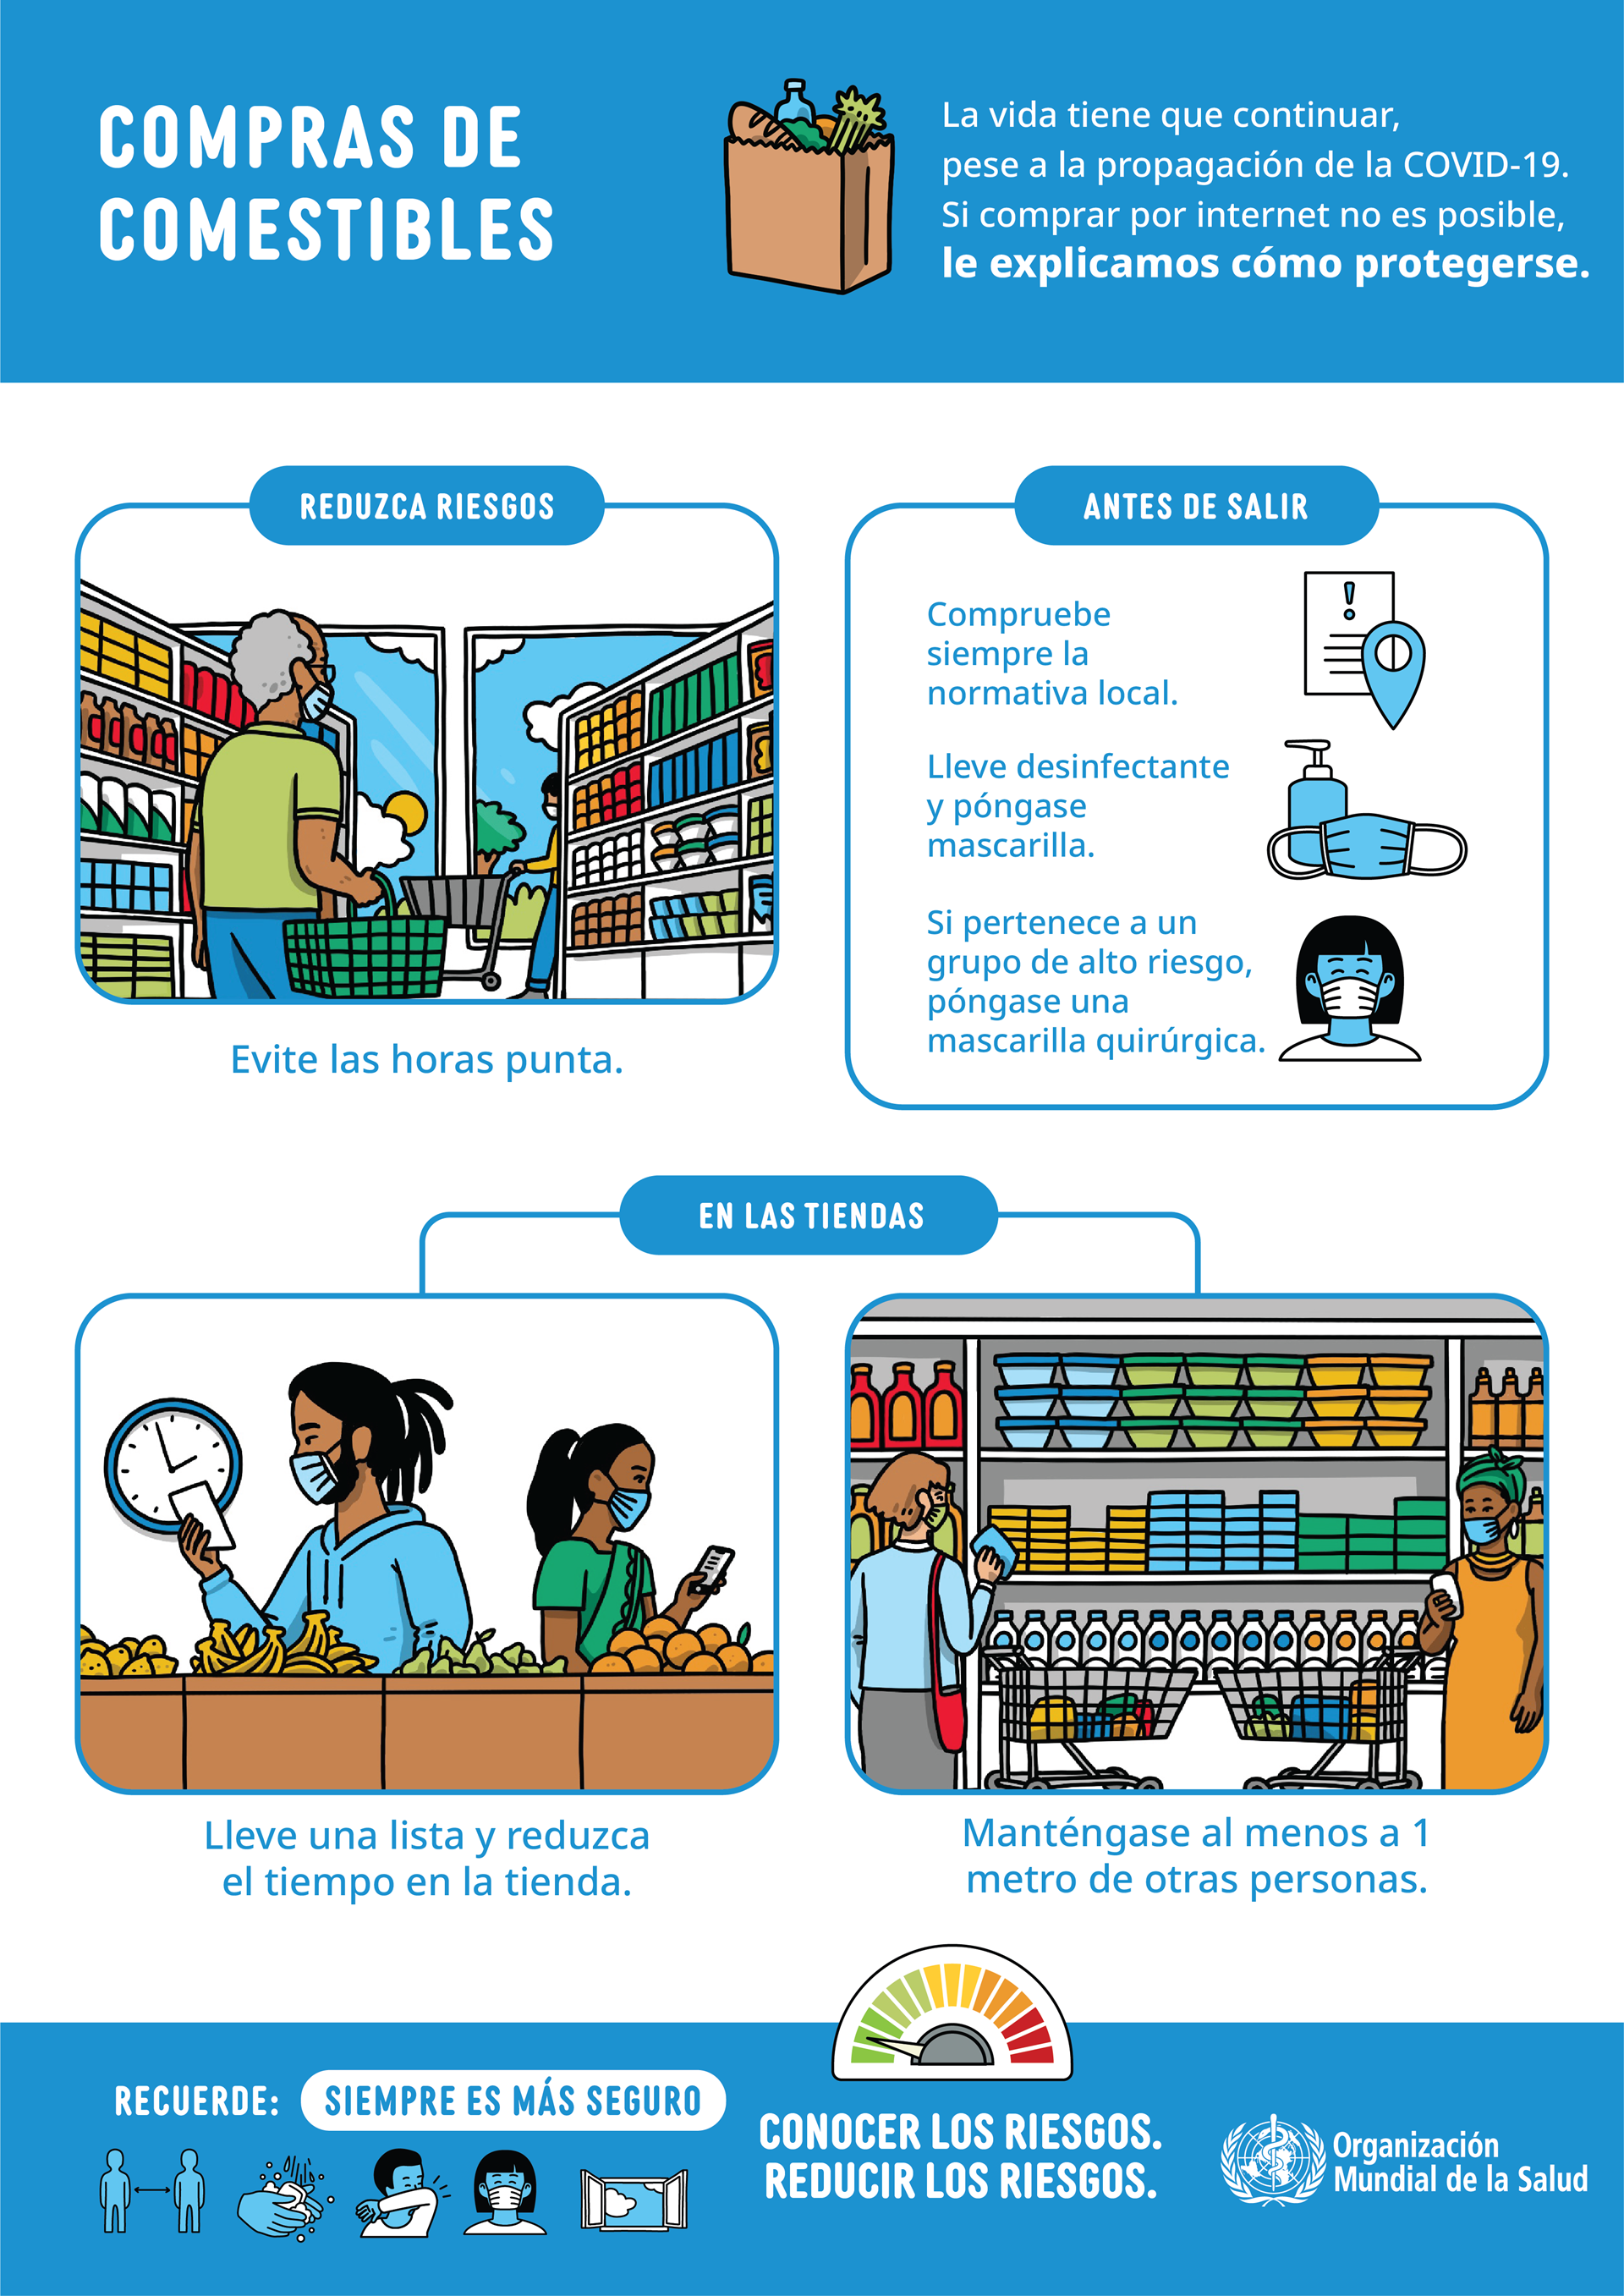 COMPRAS DE
COMESTIBLES
La vida tiene que continuar,
pese a la propagación de la COVID-19.
Si comprar por internet no es posible,
le explicamos cómo protegerse.
REDUZCA RIESGOS
Evite las horas punta.
ANTES DE SALIR
!
Compruebe
siempre la
normativa local.
Lleve desinfectante
y póngase
mascarilla.
Si pertenece a un
grupo de alto riesgo,
póngase una
mascarilla quirúrgica.
EN LAS TIENDAS
Lleve una lista y reduzca
el tiempo en la tienda.
Manténgase al menos a 1
metro de otras personas.
RECUERDE: SIEMPRE ES MÁS SEGURO
CONOCER LOS RIESGOS.
REDUCIR LOS RIESGOS.
Organización
Mundial de la Salud